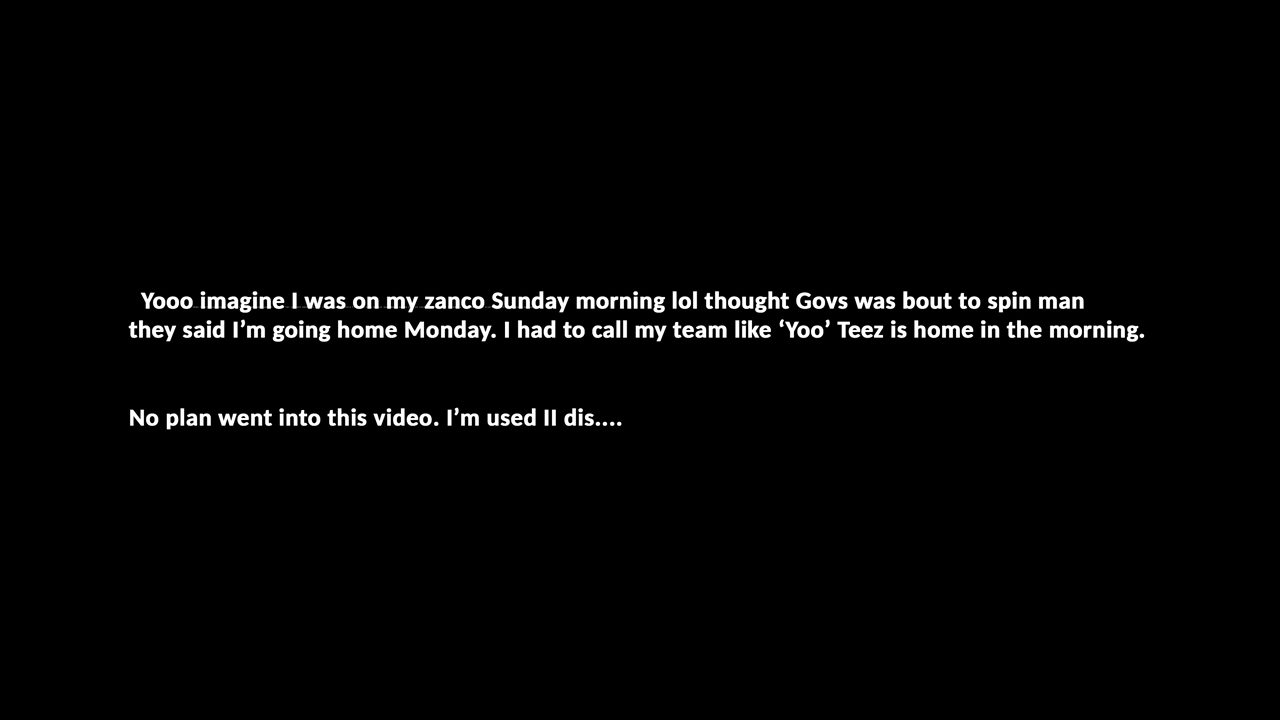 Yooo imagine I was on my zanco Sunday morning lol thought Govs was bout to spin man
they said I’m going home Monday. I had to call my team like ‘Yoo’ Teez is home in the morning.
No plan went into this video. I’m used II dis....